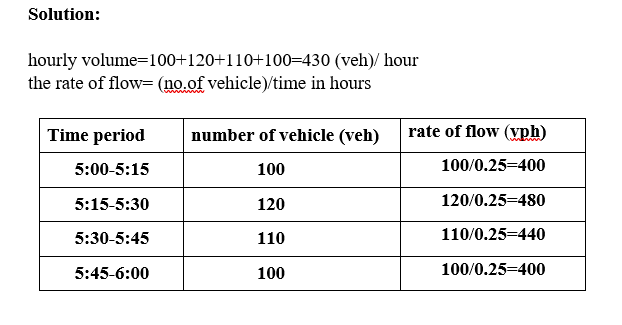 Solution:
hourly volume=100+120+110+100=430 (veh)/ hour
the rate of flow= (no.of vehicle)/time in hours
Time period number of vehicle (veh) rate of flow (vph)
5:00-5:15 100 100/0.25=400
5:15-5:30 120 120/0.25=480
5:30-5:45 110 110/0.25=440
5:45-6:00 100 100/0.25=400